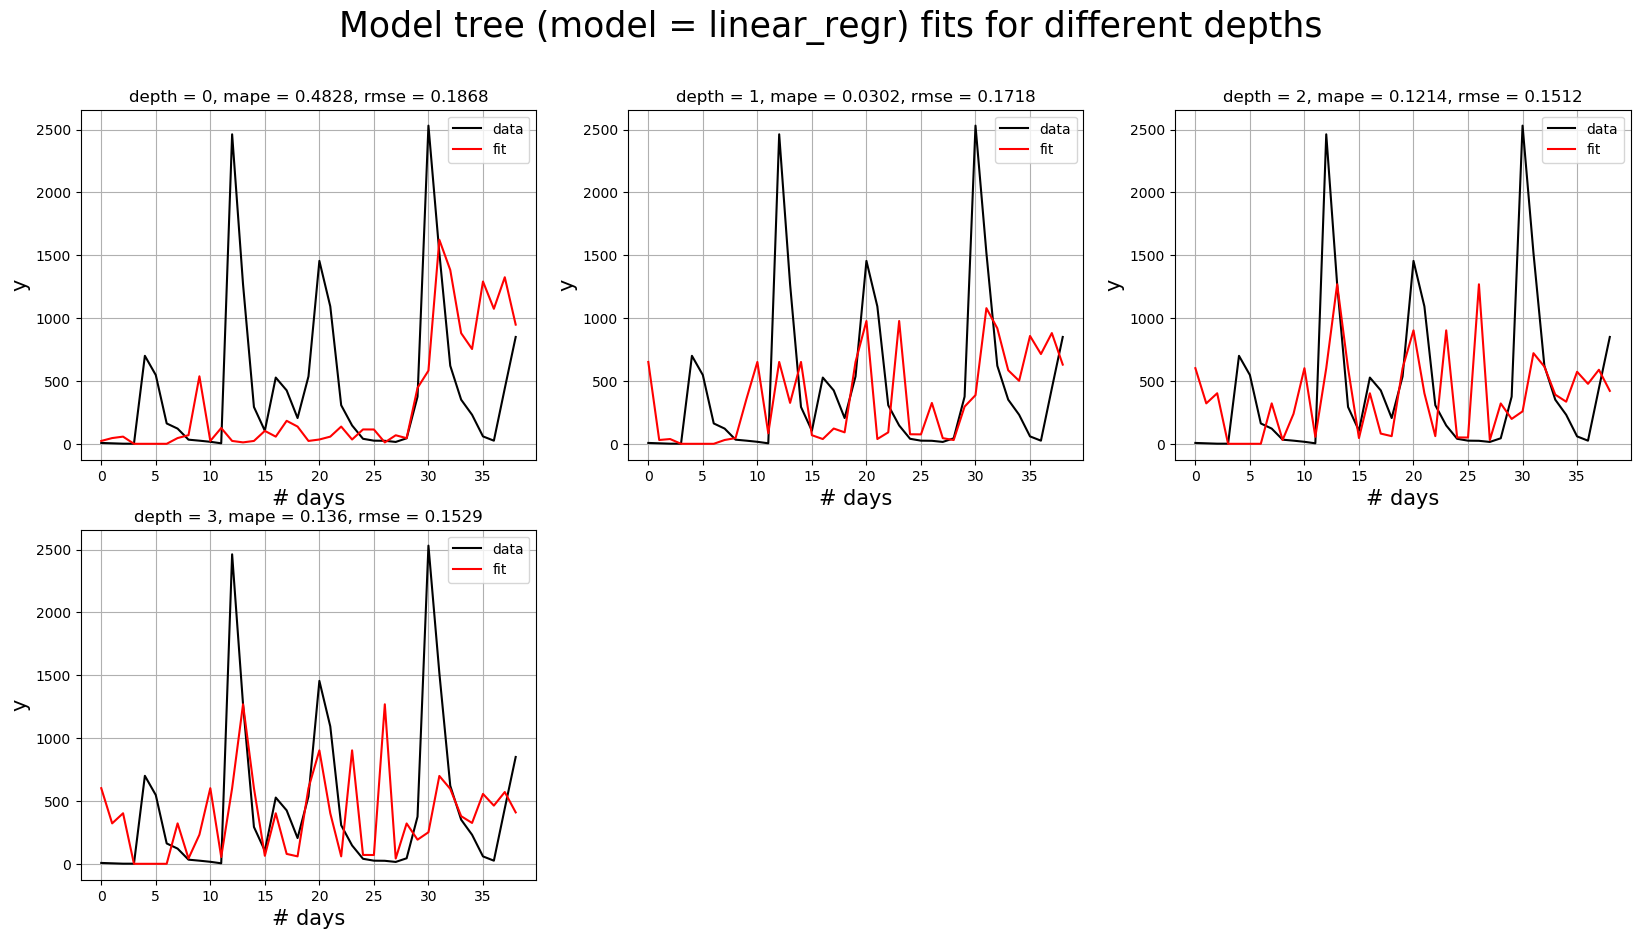 Model tree (model = linear_regr) fits for different depths
depth = 0, mape = 0.4828, rmse = 0.1868
data
fit
2500
2000
1500
1000
500
0
y
0 5 10 15 20 25 30 35
# days
depth = 1, mape = 0.0302, rmse = 0.1718
data
fit
2500
2000
1500
1000
500
0
y
0 5 10 15 20 25 30 35
# days
depth = 2, mape = 0.1214, rmse = 0.1512
data
fit
2500
2000
1500
1000
500
0
y
0 5 10 15 20 25 30 35
# days
depth = 3, mape = 0.136, rmse = 0.1529
data
fit
2500
2000
1500
1000
500
0
y
0 5 10 15 20 25 30 35
# days